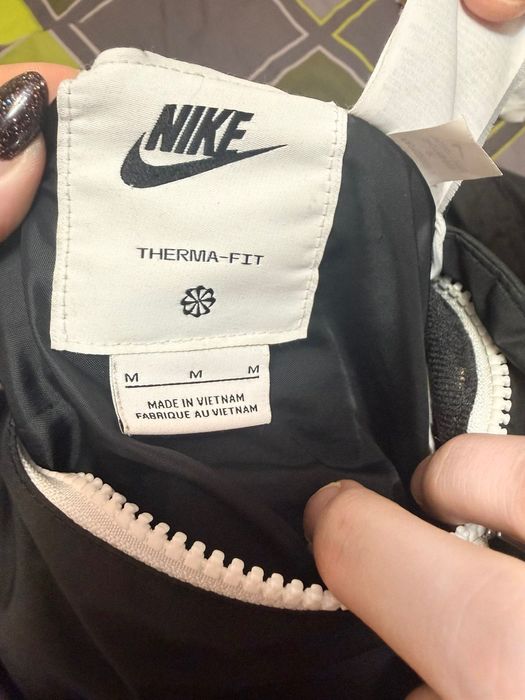 NIKE
THERMA-FIT
M M M
MADE IN VIETNAM
FABRIQUE AU VIETNAM